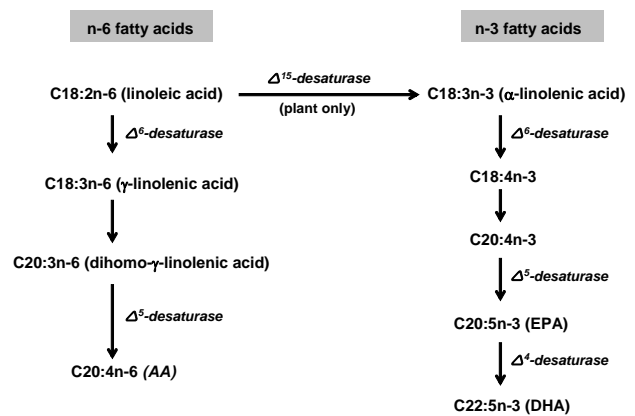 n-6 fatty acids
n-3 fatty acids
Δ¹⁵-desaturase
C18:2n-6 (linoleic acid)
C18:3n-3 (α-linolenic acid)
(plant only)
Δ⁶-desaturase
Δ⁶-desaturase
C18:3n-6 (γ-linolenic acid)
C18:4n-3
C20:4n-3
C20:3n-6 (dihomo-γ-linolenic acid)
Δ⁵-desaturase
Δ⁵-desaturase
C20:5n-3 (EPA)
Δ⁴-desaturase
C20:4n-6 (AA)
C22:5n-3 (DHA)